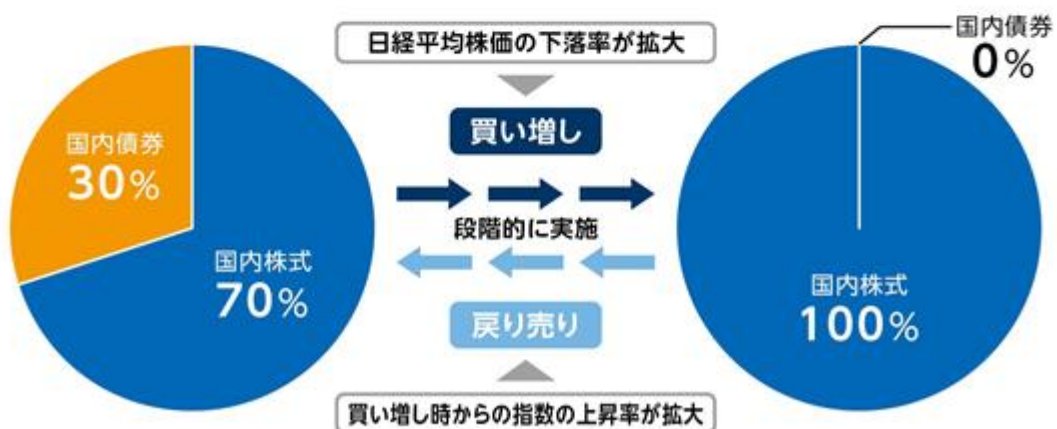 日経平均株価の下落率が拡大
国内債券
0%
買い増し
国内債券
30%
段階的に実施
国内株式
70%
国内株式
100%
戻り売り
買い増し時からの指数の上昇率が拡大